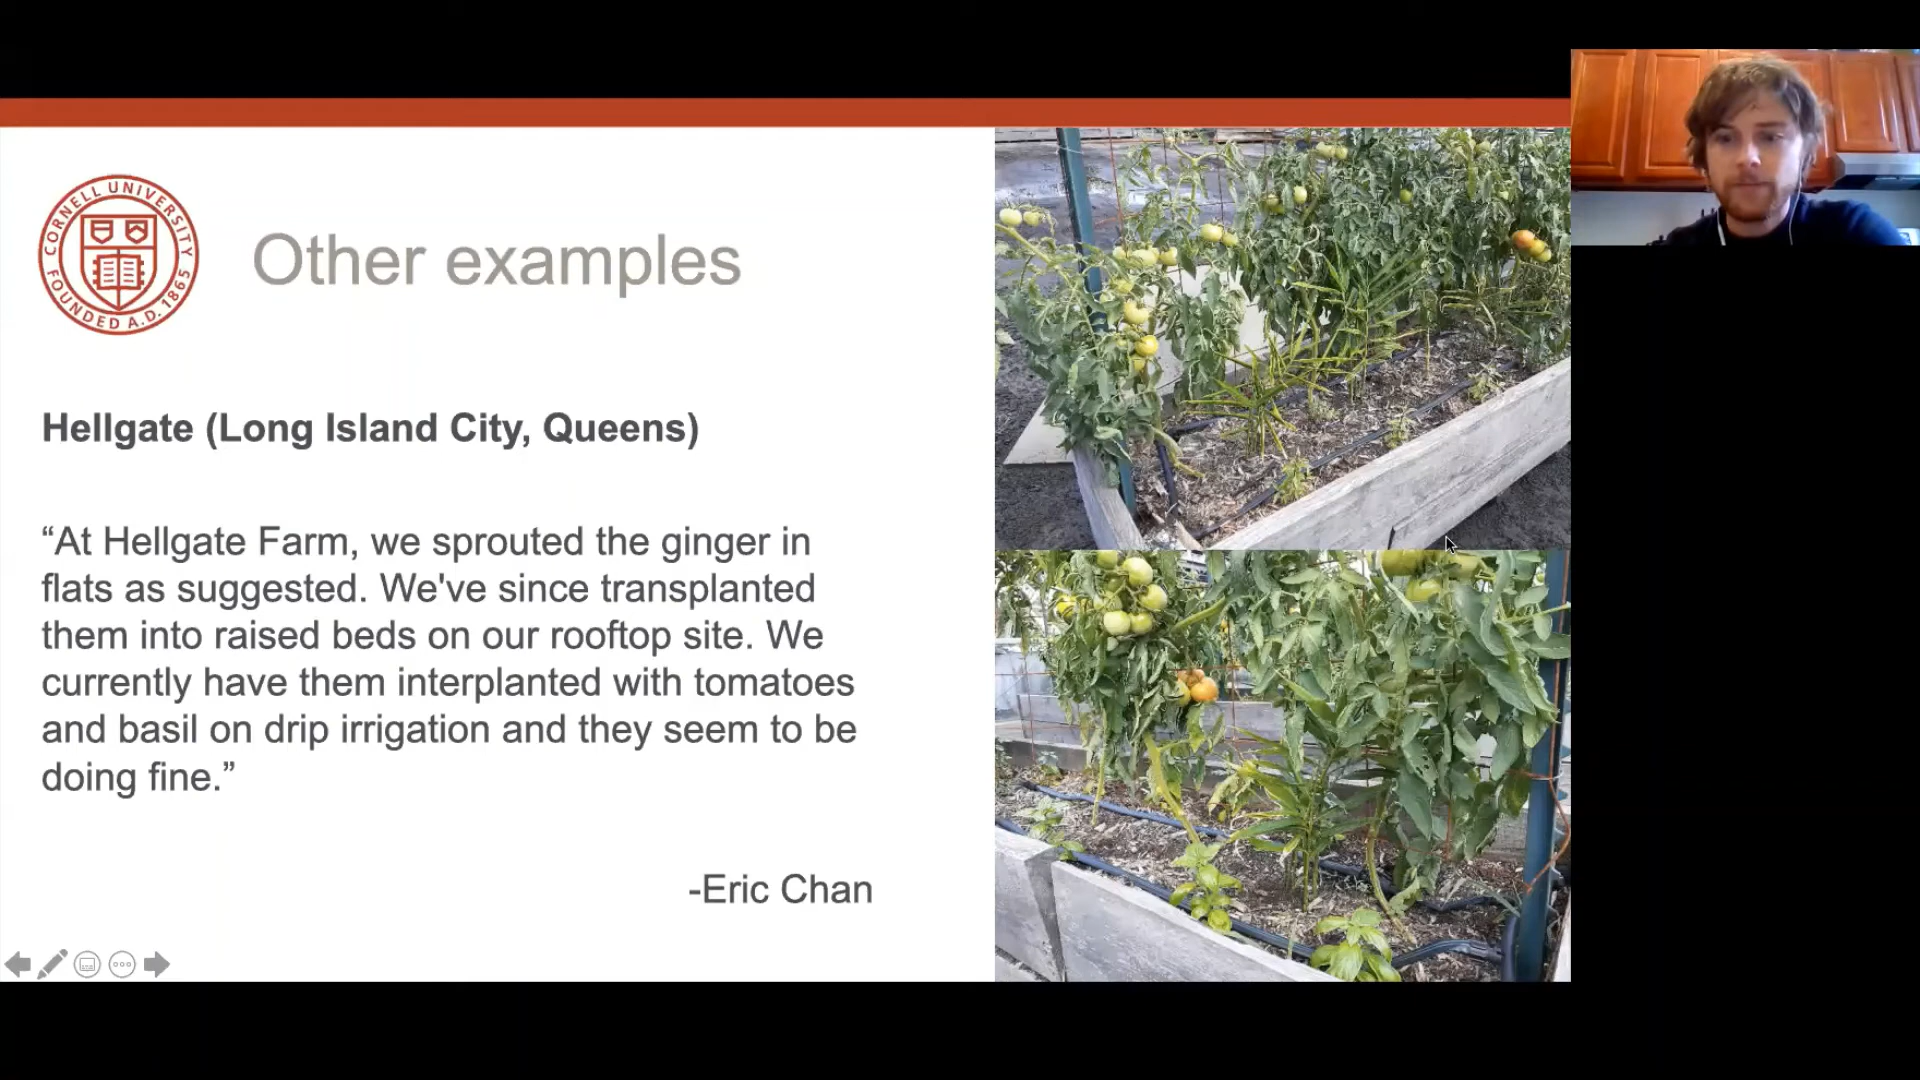 CORNELL UNIVERSITY
FOUNDED A.D. 1865
Other examples
Hellgate (Long Island City, Queens)
“At Hellgate Farm, we sprouted the ginger in
flats as suggested. We've since transplanted
them into raised beds on our rooftop site. We
currently have them interplanted with tomatoes
and basil on drip irrigation and they seem to be
doing fine.”
-Eric Chan